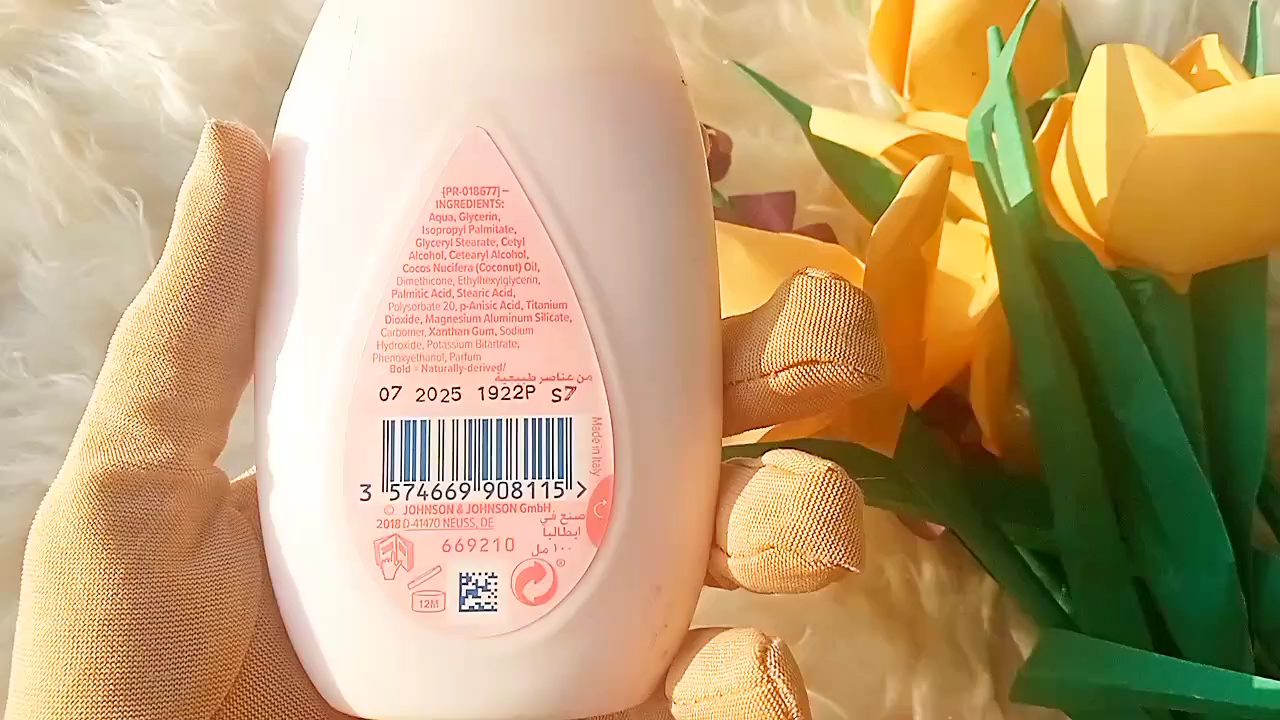 [PR-018677] –
INGREDIENTS:
Aqua, Glycerin,
Isopropyl Palmitate,
Glyceryl Stearate, Cetyl
Alcohol, Cetearyl Alcohol,
Cocos Nucifera (Coconut) Oil,
Dimethicone, Ethylhexylglycerin,
Palmitic Acid, Stearic Acid,
Polysorbate 20, p-Anisic Acid, Titanium
Dioxide, Magnesium Aluminum Silicate,
Carbomer, Xanthan Gum, Sodium
Hydroxide, Potassium Bitartrate,
Phenoxyethanol, Parfum
Bold = Naturally-derived/
من عناصر طبيعية
07 2025 1922P S7
Made in Italy
3 574669 908115 >
© JOHNSON & JOHNSON GmbH.
2018 D-41470 NEUSS, DE
صنع في
ايطاليا
669210
١٠٠ مل
12M
®